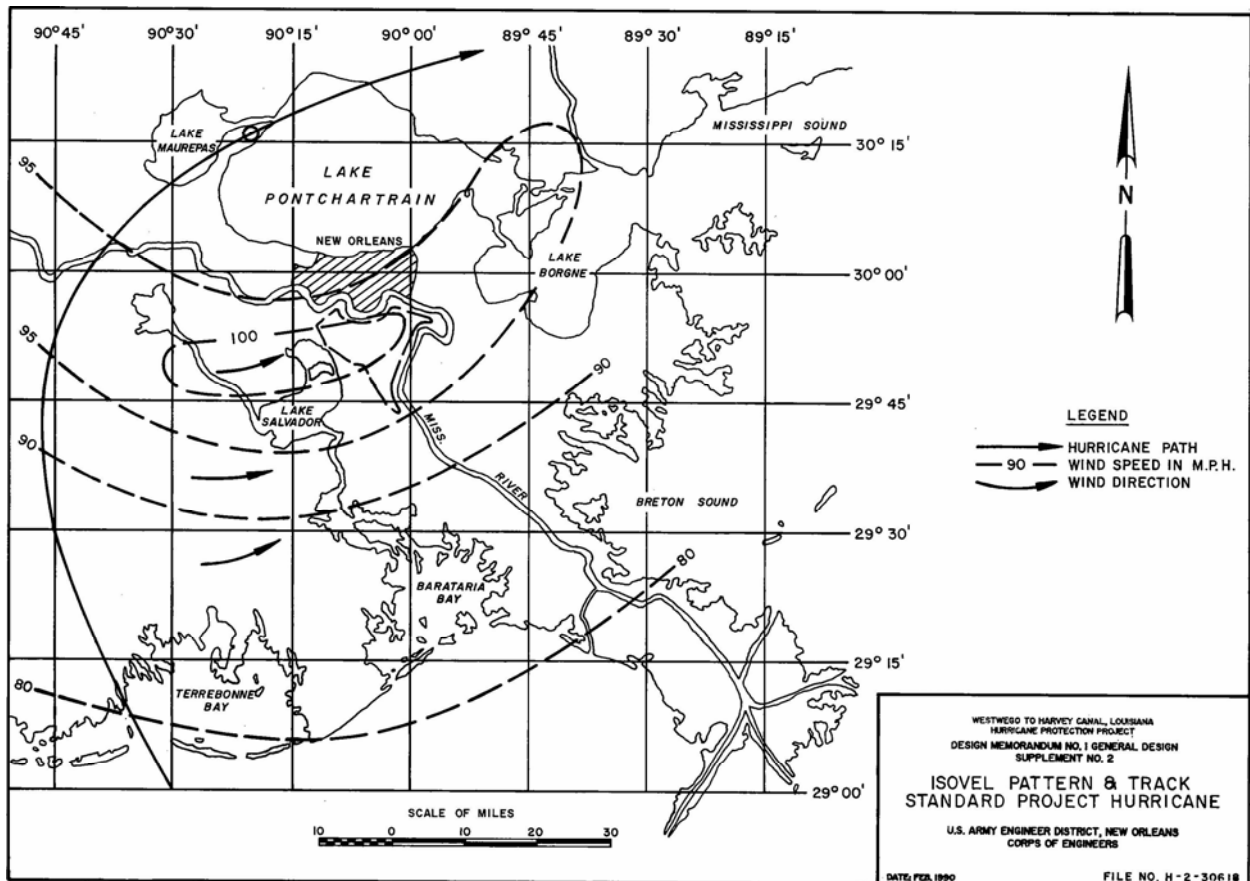 90° 45'
90° 30'
90° 15'
90° 00'
89° 45'
89° 30'
89° 15'
LAKE
MAUREPAS
MISSISSIPPI SOUND
30° 15'
95
LAKE
PONTCHARTRAIN
N
NEW ORLEANS
LAKE
BORGNE
30° 00'
100
95
90
29° 45'
LAKE
SALVADOR
MISS.
RIVER
90
LEGEND
HURRICANE PATH
90 WIND SPEED IN M.P.H.
WIND DIRECTION
BRETON SOUND
29° 30'
80
BARATARIA
BAY
29° 15'
80
TERREBONNE
BAY
29° 00'
SCALE OF MILES
10 0 10 20 30
WESTWEGO TO HARVEY CANAL, LOUISIANA
HURRICANE PROTECTION PROJECT
DESIGN MEMORANDUM NO. 1 GENERAL DESIGN
SUPPLEMENT NO. 2
ISOVEL PATTERN & TRACK
STANDARD PROJECT HURRICANE
U.S. ARMY ENGINEER DISTRICT, NEW ORLEANS
CORPS OF ENGINEERS
DATE: FEB. 1990 FILE NO. H-2-30618